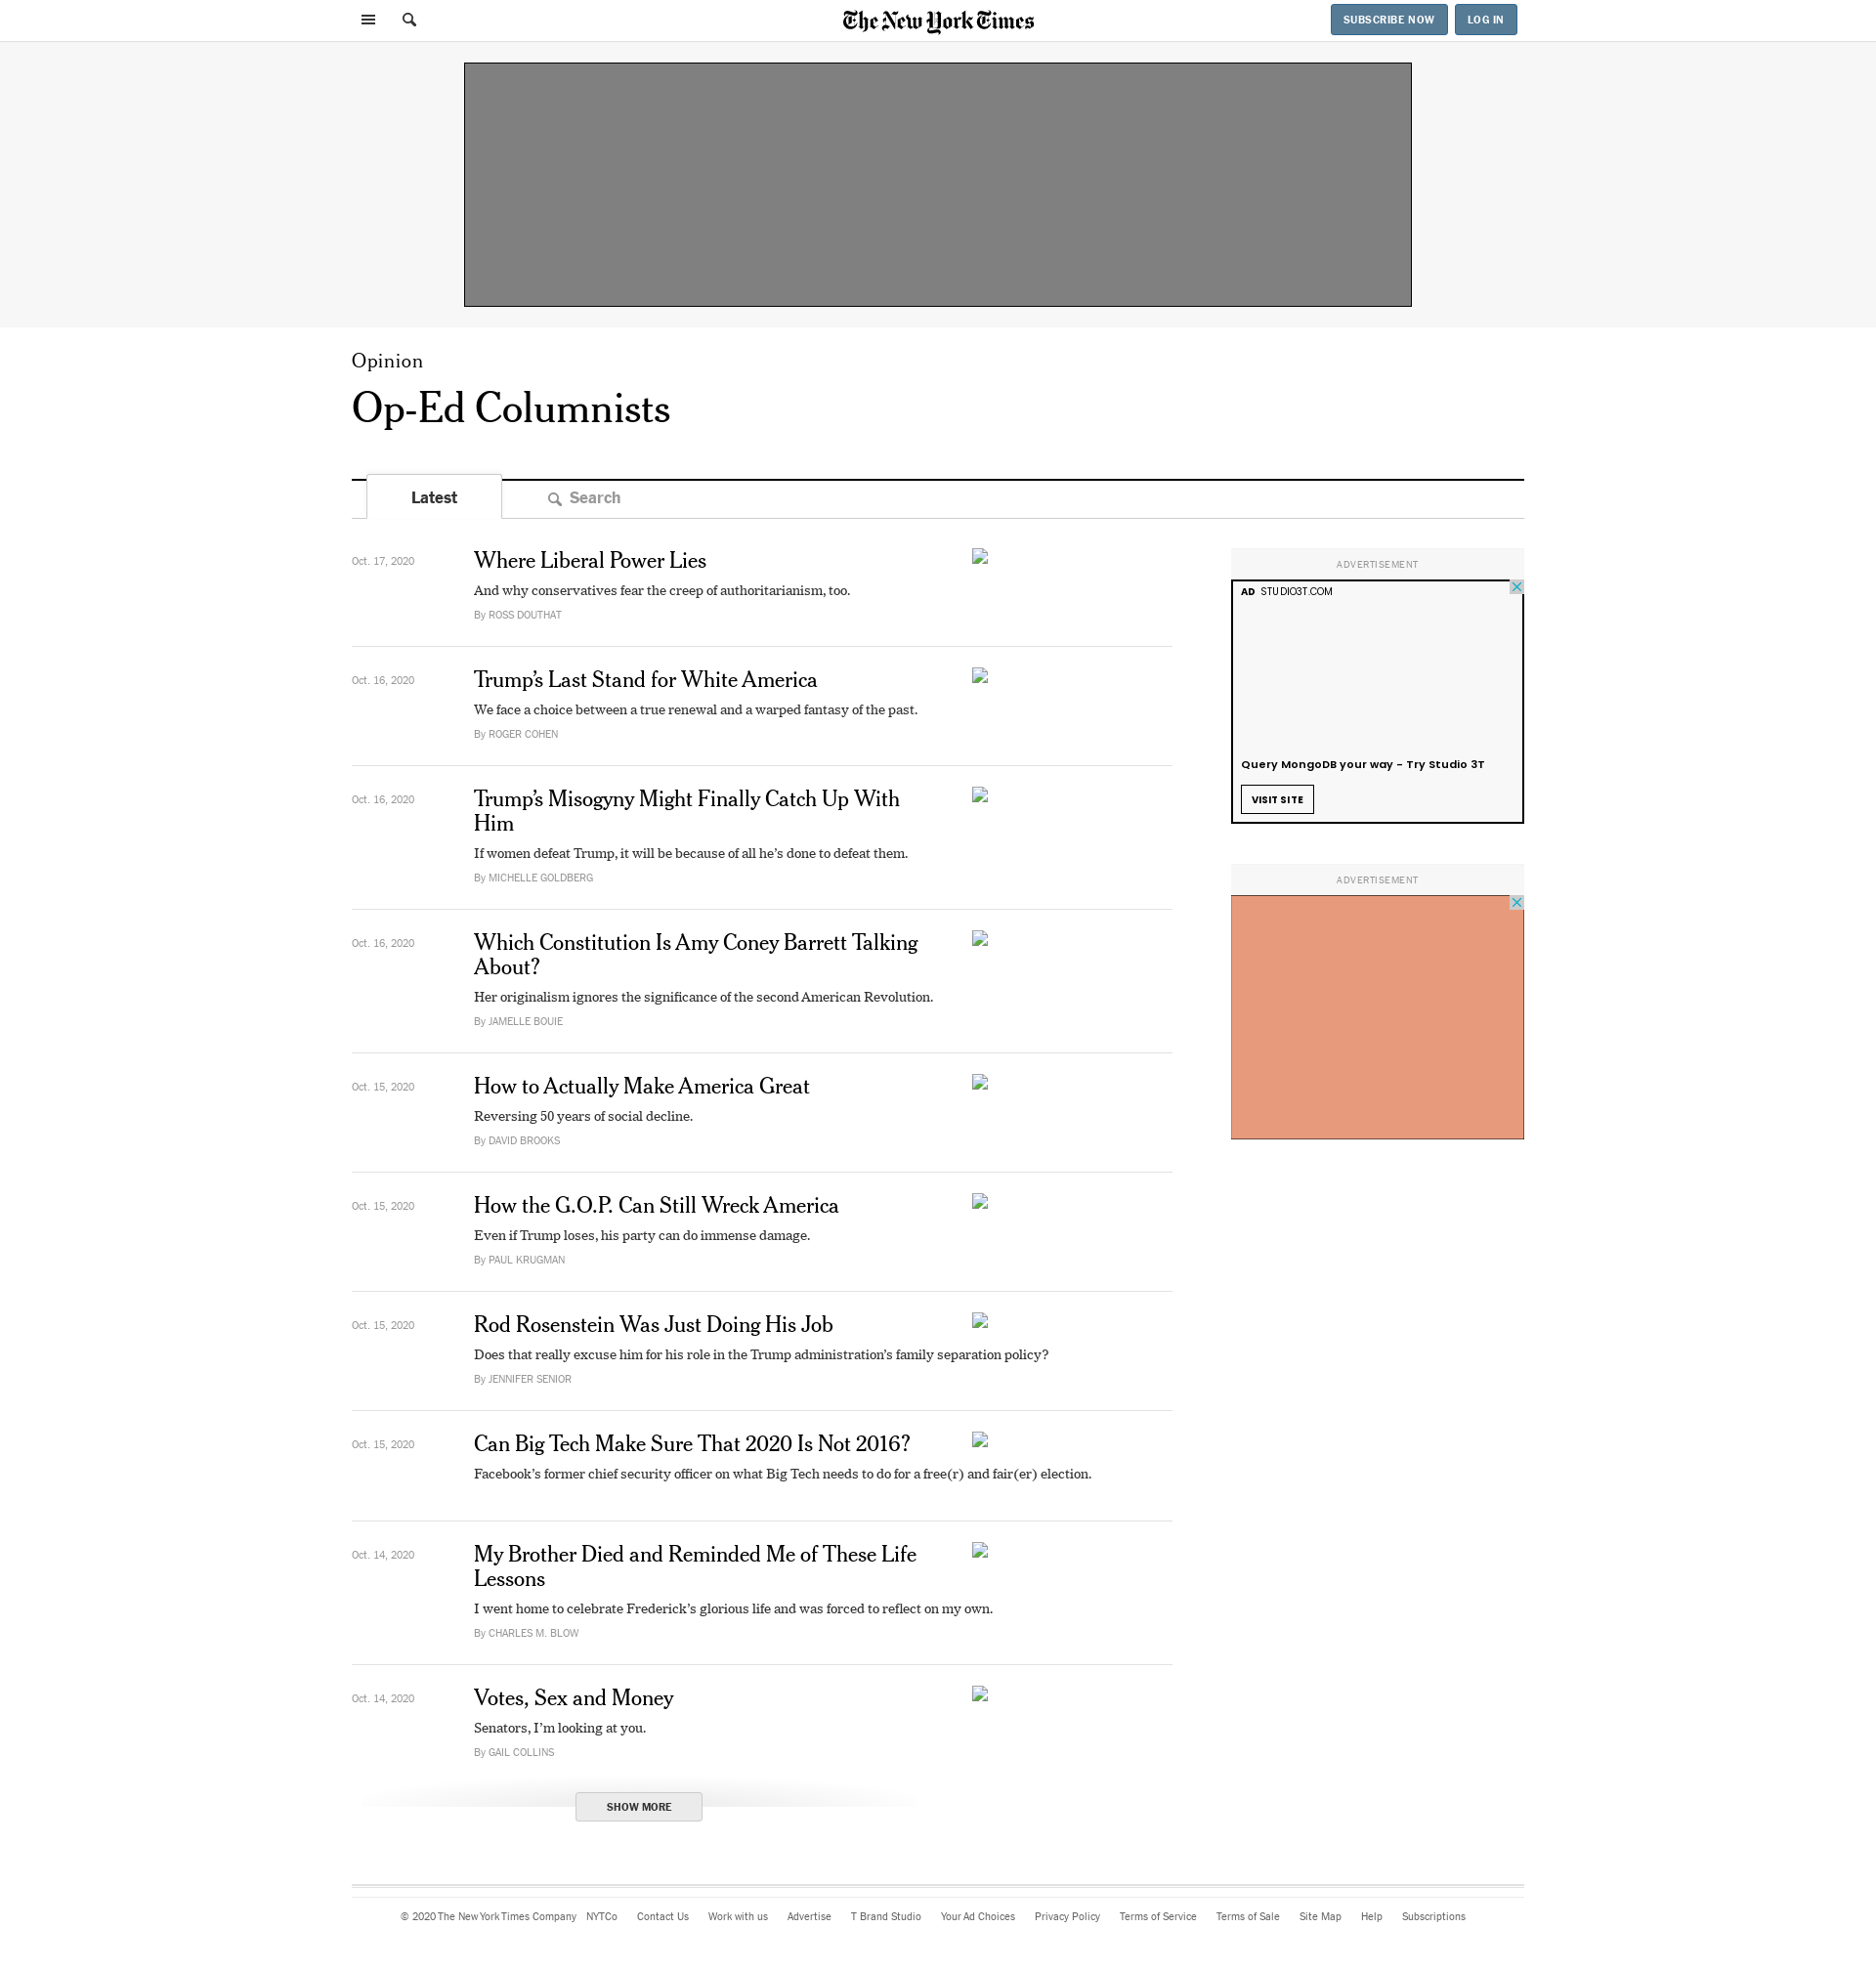 The New York Times
SUBSCRIBE NOW
LOG IN
Opinion
Op-Ed Columnists
Latest
Search
Oct. 17, 2020
Where Liberal Power Lies
And why conservatives fear the creep of authoritarianism, too.
By ROSS DOUTHAT
Oct. 16, 2020
Trump’s Last Stand for White America
We face a choice between a true renewal and a warped fantasy of the past.
By ROGER COHEN
Oct. 16, 2020
Trump’s Misogyny Might Finally Catch Up With
Him
If women defeat Trump, it will be because of all he’s done to defeat them.
By MICHELLE GOLDBERG
Oct. 16, 2020
Which Constitution Is Amy Coney Barrett Talking
About?
Her originalism ignores the significance of the second American Revolution.
By JAMELLE BOUIE
Oct. 15, 2020
How to Actually Make America Great
Reversing 50 years of social decline.
By DAVID BROOKS
Oct. 15, 2020
How the G.O.P. Can Still Wreck America
Even if Trump loses, his party can do immense damage.
By PAUL KRUGMAN
Oct. 15, 2020
Rod Rosenstein Was Just Doing His Job
Does that really excuse him for his role in the Trump administration’s family separation policy?
By JENNIFER SENIOR
Oct. 15, 2020
Can Big Tech Make Sure That 2020 Is Not 2016?
Facebook’s former chief security officer on what Big Tech needs to do for a free(r) and fair(er) election.
Oct. 14, 2020
My Brother Died and Reminded Me of These Life
Lessons
I went home to celebrate Frederick’s glorious life and was forced to reflect on my own.
By CHARLES M. BLOW
Oct. 14, 2020
Votes, Sex and Money
Senators, I’m looking at you.
By GAIL COLLINS
SHOW MORE
ADVERTISEMENT
AD STUDIO3T.COM
Query MongoDB your way - Try Studio 3T
VISIT SITE
ADVERTISEMENT
© 2020 The New York Times Company NYTCo Contact Us Work with us Advertise T Brand Studio Your Ad Choices Privacy Policy Terms of Service Terms of Sale Site Map Help Subscriptions